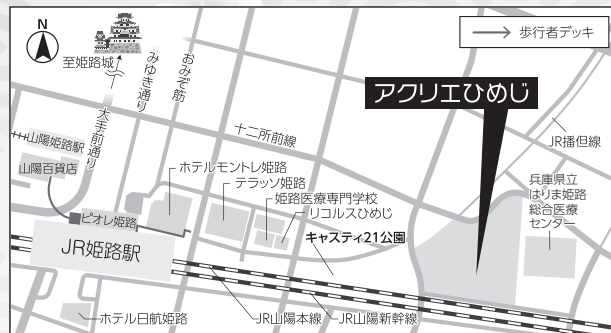 N
至姫路城
みゆき通り
おみぞ筋
大手前通り
十二所前線
歩行者デッキ
アクリエひめじ
JR播但線
兵庫県立
はりま姫路
総合医療
センター
山陽姫路駅
山陽百貨店
ピオレ姫路
JR姫路駅
ホテルモントレ姫路
テラッソ姫路
姫路医療専門学校
リコルスひめじ
キャスティ21公園
ホテル日航姫路
JR山陽本線
JR山陽新幹線